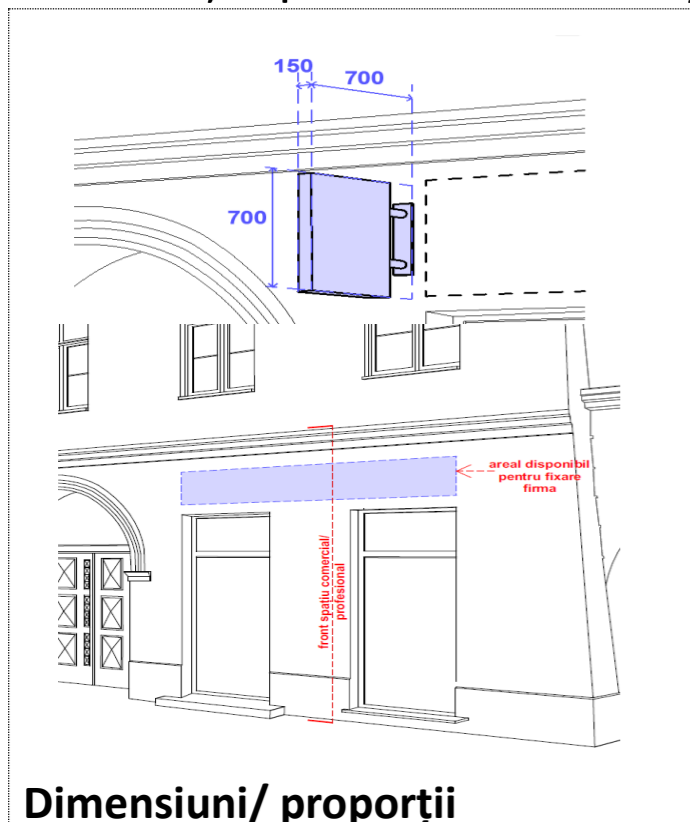 150
700
700
areal disponibil
pentru fixare
firma
front spațiu comercial/
profesional
Dimensiuni/ proporții